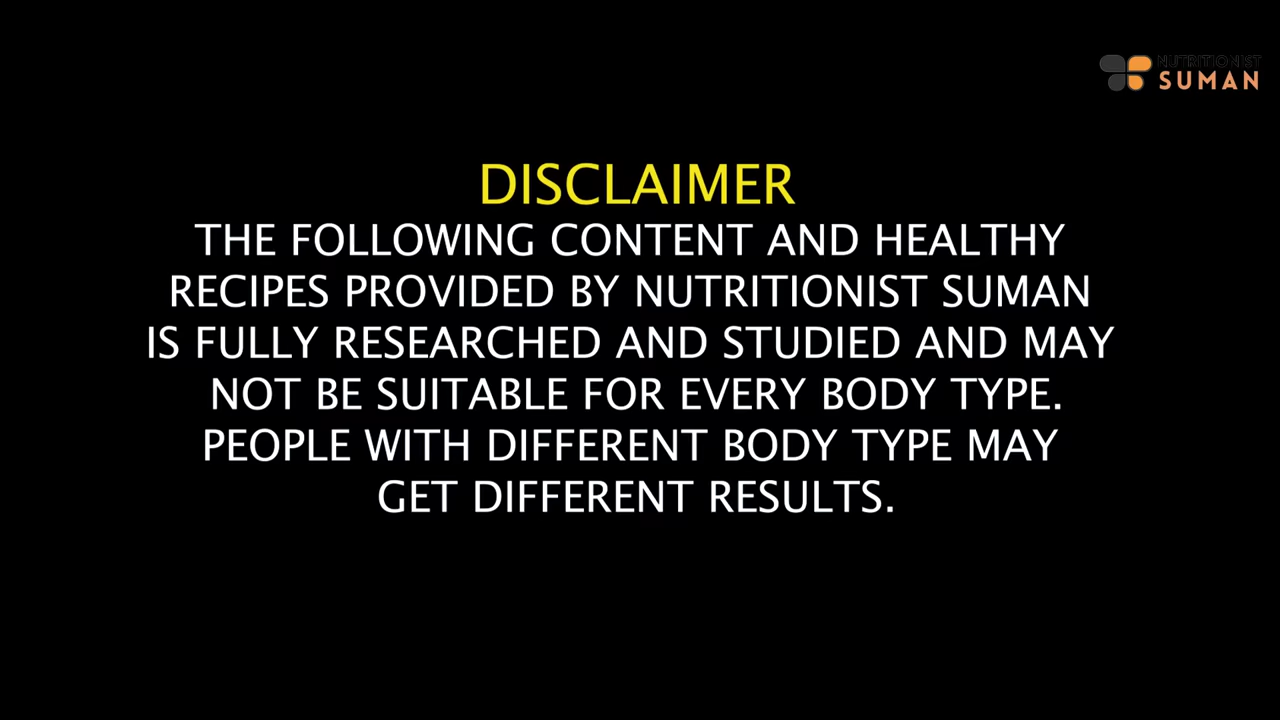 NUTRITIONIST
SUMAN
DISCLAIMER
THE FOLLOWING CONTENT AND HEALTHY
RECIPES PROVIDED BY NUTRITIONIST SUMAN
IS FULLY RESEARCHED AND STUDIED AND MAY
NOT BE SUITABLE FOR EVERY BODY TYPE.
PEOPLE WITH DIFFERENT BODY TYPE MAY
GET DIFFERENT RESULTS.